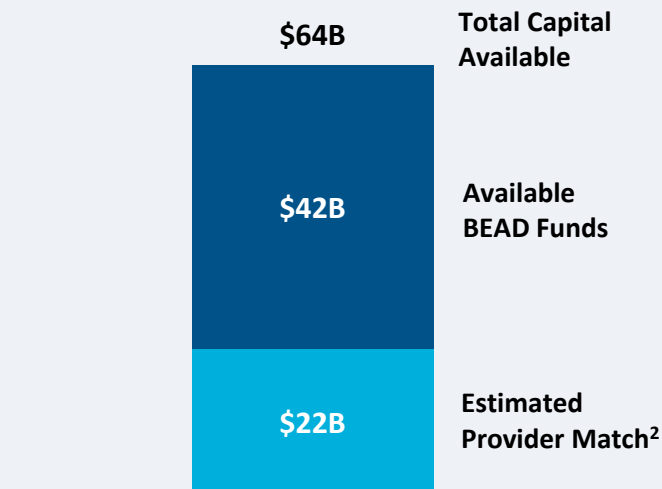 $64B
Total Capital
Available
$42B
Available
BEAD Funds
$22B
Estimated
Provider Match²